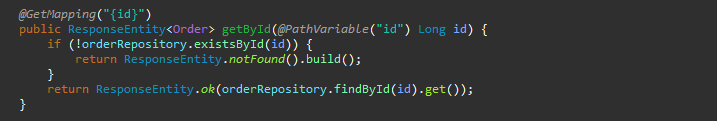 @GetMapping("{id}")
public ResponseEntity<Order> getById(@PathVariable("id") Long id) {
    if (!orderRepository.existsById(id)) {
        return ResponseEntity.notFound().build();
    }
    return ResponseEntity.ok(orderRepository.findById(id).get());
}